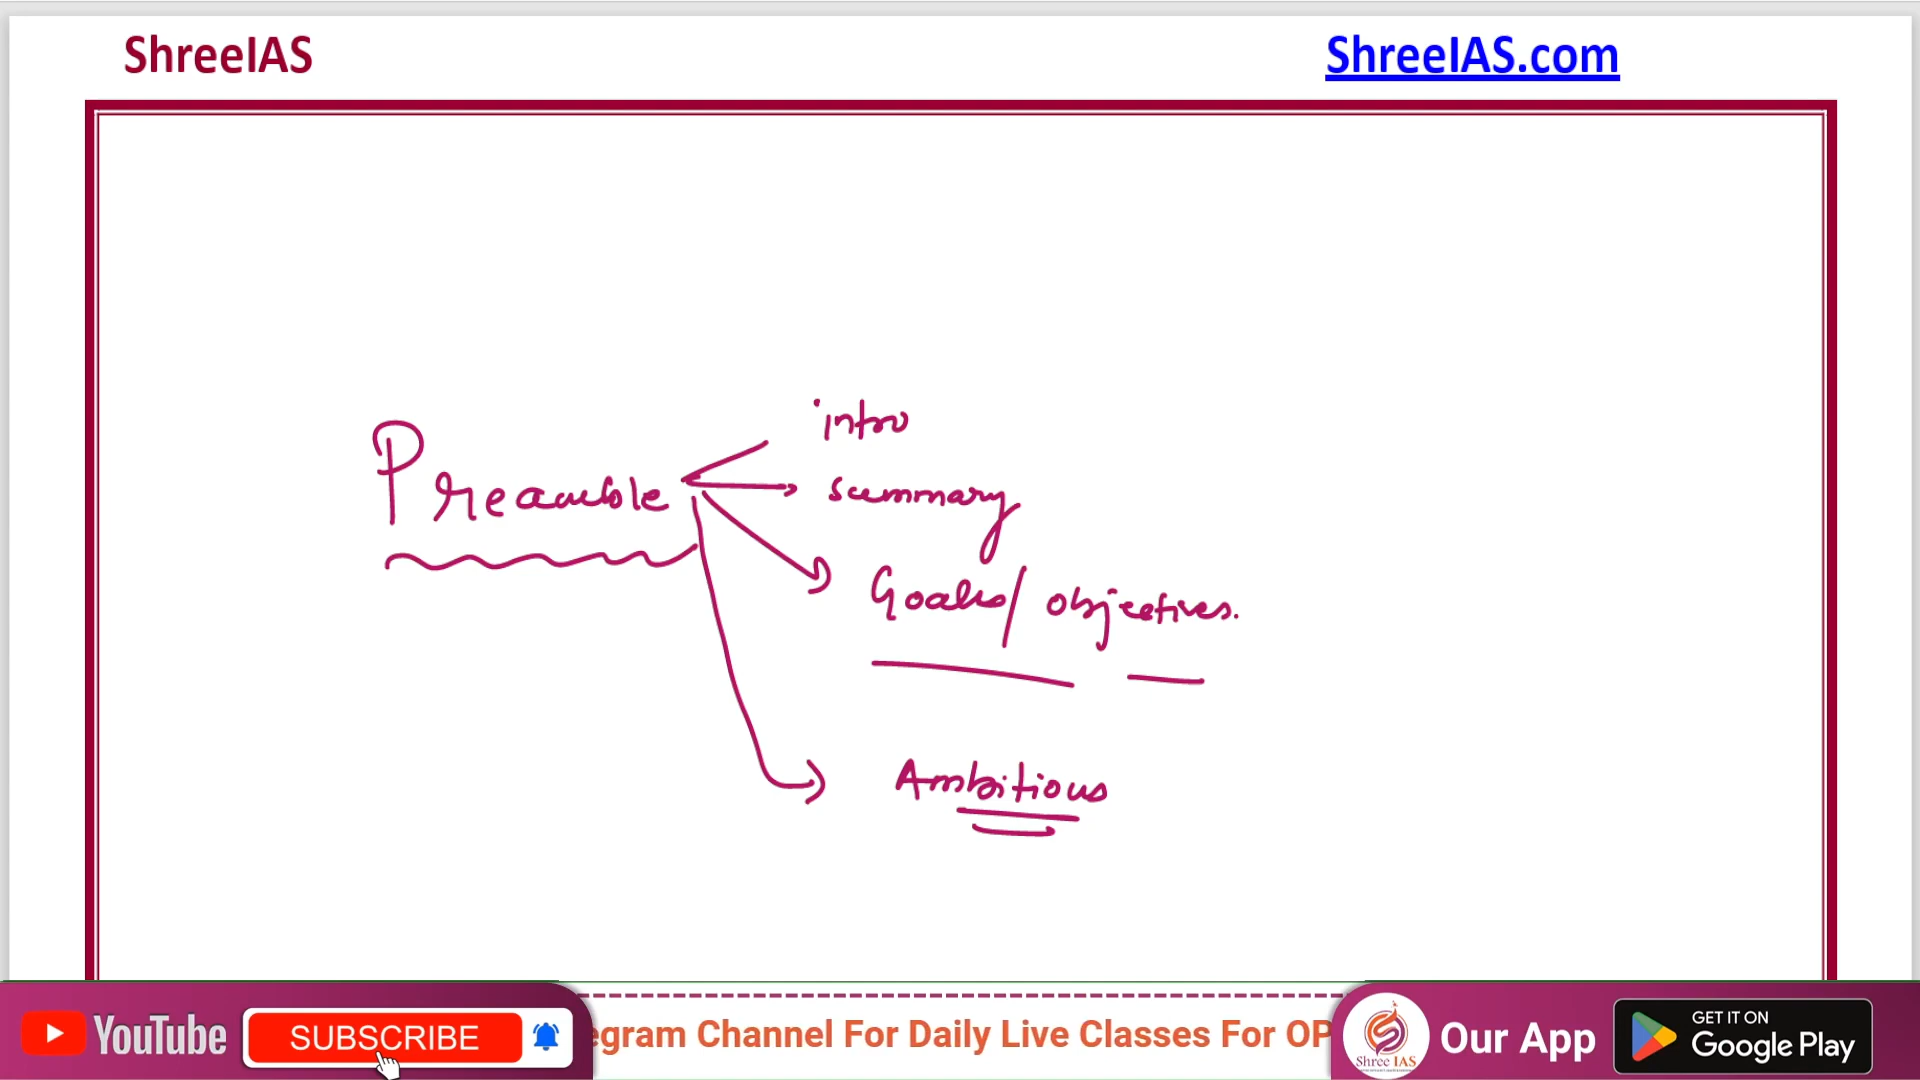 ShreeIAS
ShreeIAS.com
intro
Preamble
summary
Goals/ objectives.
Ambitious
YouTube
SUBSCRIBE
egram Channel For Daily Live Classes For OP
Shree IAS
Our App
GET IT ON
Google Play